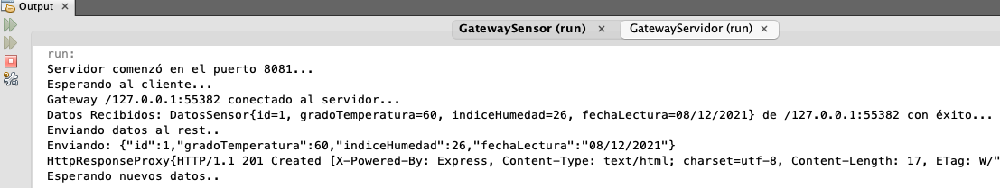 Output ×
GatewaySensor (run) × GatewayServidor (run) ×
run:
Servidor comenzó en el puerto 8081...
Esperando al cliente...
Gateway /127.0.0.1:55382 conectado al servidor...
Datos Recibidos: DatosSensor{id=1, gradoTemperatura=60, indiceHumedad=26, fechaLectura=08/12/2021} de /127.0.0.1:55382 con éxito...
Enviando datos al rest..
Enviando: {"id":1,"gradoTemperatura":60,"indiceHumedad":26,"fechaLectura":"08/12/2021"}
HttpResponseProxy{HTTP/1.1 201 Created [X-Powered-By: Express, Content-Type: text/html; charset=utf-8, Content-Length: 17, ETag: W/"
Esperando nuevos datos..